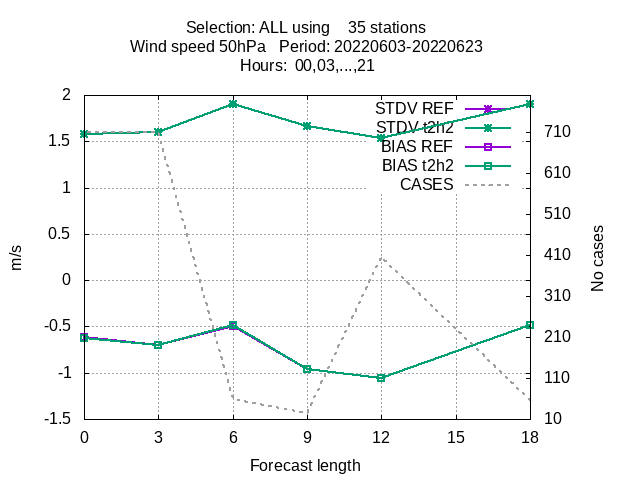 Selection: ALL using    35 stations
Wind speed 50hPa   Period: 20220603-20220623
Hours:  00,03,...,21
STDV REF
STDV t2h2
BIAS REF
BIAS t2h2
CASES
2
1.5
1
0.5
0
-0.5
-1
-1.5
m/s
710
610
510
410
310
210
110
10
No cases
0 3 6 9 12 15 18
Forecast length